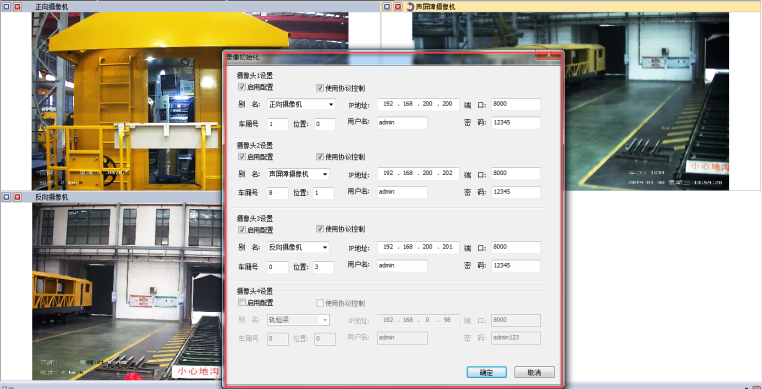 正向摄像机
声屏障摄像机
录像初始化
摄像头1设置
启用配置
使用协议控制
别 名: 正向摄像机 IP地址: 192 . 168 . 200 . 200 端 口: 8000
车厢号 1 位置: 0 用户名: admin 密 码: 12345
摄像头2设置
启用配置
使用协议控制
别 名: 声屏障摄像机 IP地址: 192 . 168 . 200 . 202 端 口: 8000
车厢号 8 位置: 1 用户名: admin 密 码: 12345
小心地沟
反向摄像机
摄像头3设置
启用配置
使用协议控制
别 名: 反向摄像机 IP地址: 192 . 168 . 200 . 201 端 口: 8000
车厢号 0 位置: 3 用户名: admin 密 码: 12345
摄像头4设置
启用配置
使用协议控制
别 名: 轨检梁 IP地址: 192 . 168 . 0 . 98 端 口: 8000
车厢号 0 位置: 0 用户名: admin 密 码: admin123
小心地沟
确定
取消